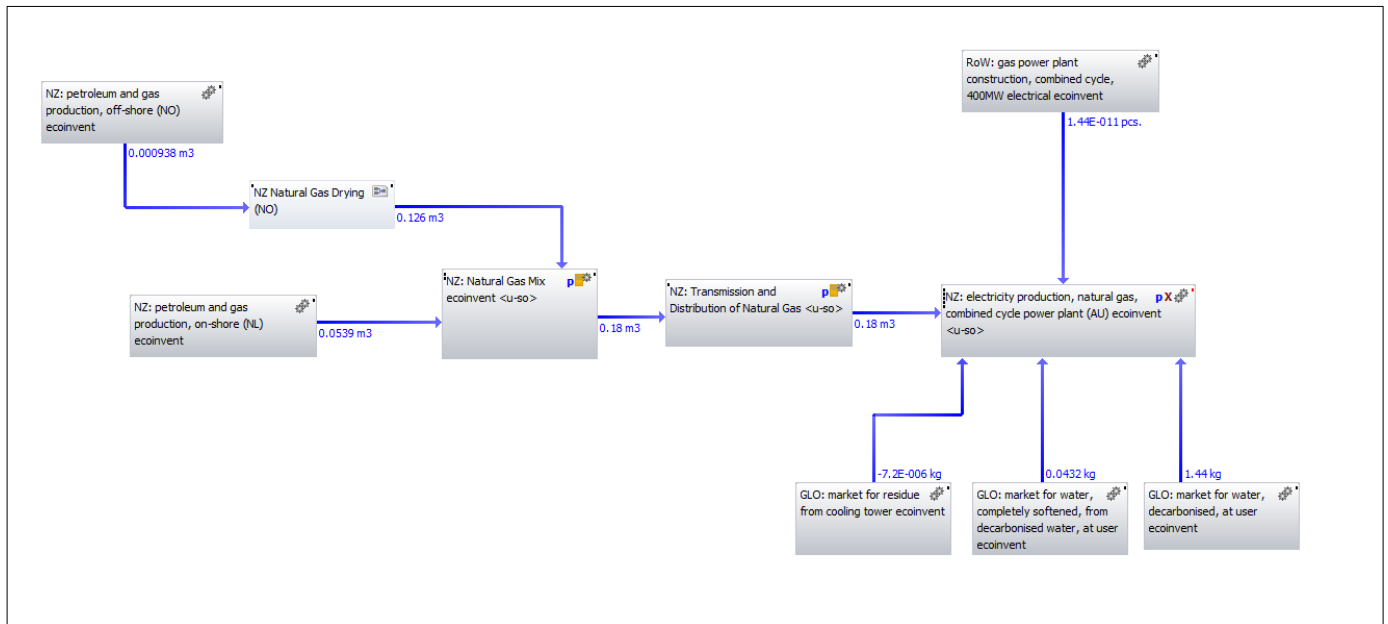 NZ: petroleum and gas
production, off-shore (NO)
ecoinvent
0.000938 m3
RoW: gas power plant
construction, combined cycle,
400MW electrical ecoinvent
1.44E-011 pcs.
NZ Natural Gas Drying
(NO)
0.126 m3
NZ: petroleum and gas
production, on-shore (NL)
ecoinvent
0.0539 m3
NZ: Natural Gas Mix
ecoinvent <u-so>
p
0.18 m3
NZ: Transmission and
Distribution of Natural Gas <u-so>
p
0.18 m3
NZ: electricity production, natural gas,
combined cycle power plant (AU) ecoinvent
<u-so>
p X
-7.2E-006 kg
GLO: market for residue
from cooling tower ecoinvent
0.0432 kg
GLO: market for water,
completely softened, from
decarbonised water, at user
ecoinvent
1.44 kg
GLO: market for water,
decarbonised, at user
ecoinvent